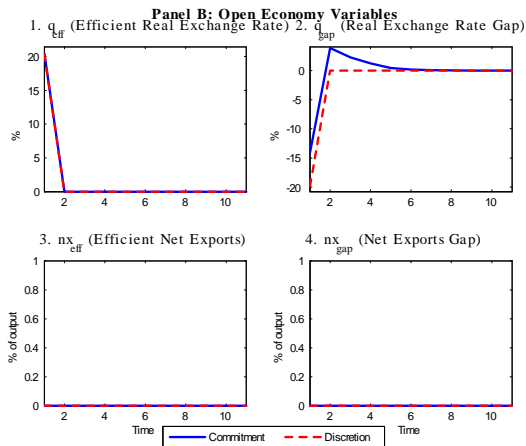 Panel B: Open Economy Variables
1. q_eff (Efficient Real Exchange Rate)
20
15
10
5
0
%
2 4 6 8 10
2. q_gap (Real Exchange Rate Gap)
0
-5
-10
-15
-20
%
2 4 6 8 10
3. nx_eff (Efficient Net Exports)
1
0.8
0.6
0.4
0.2
0
% of output
2 4 6 8 10
Time
4. nx_gap (Net Exports Gap)
1
0.8
0.6
0.4
0.2
0
% of output
2 4 6 8 10
Time
Commitment Discretion